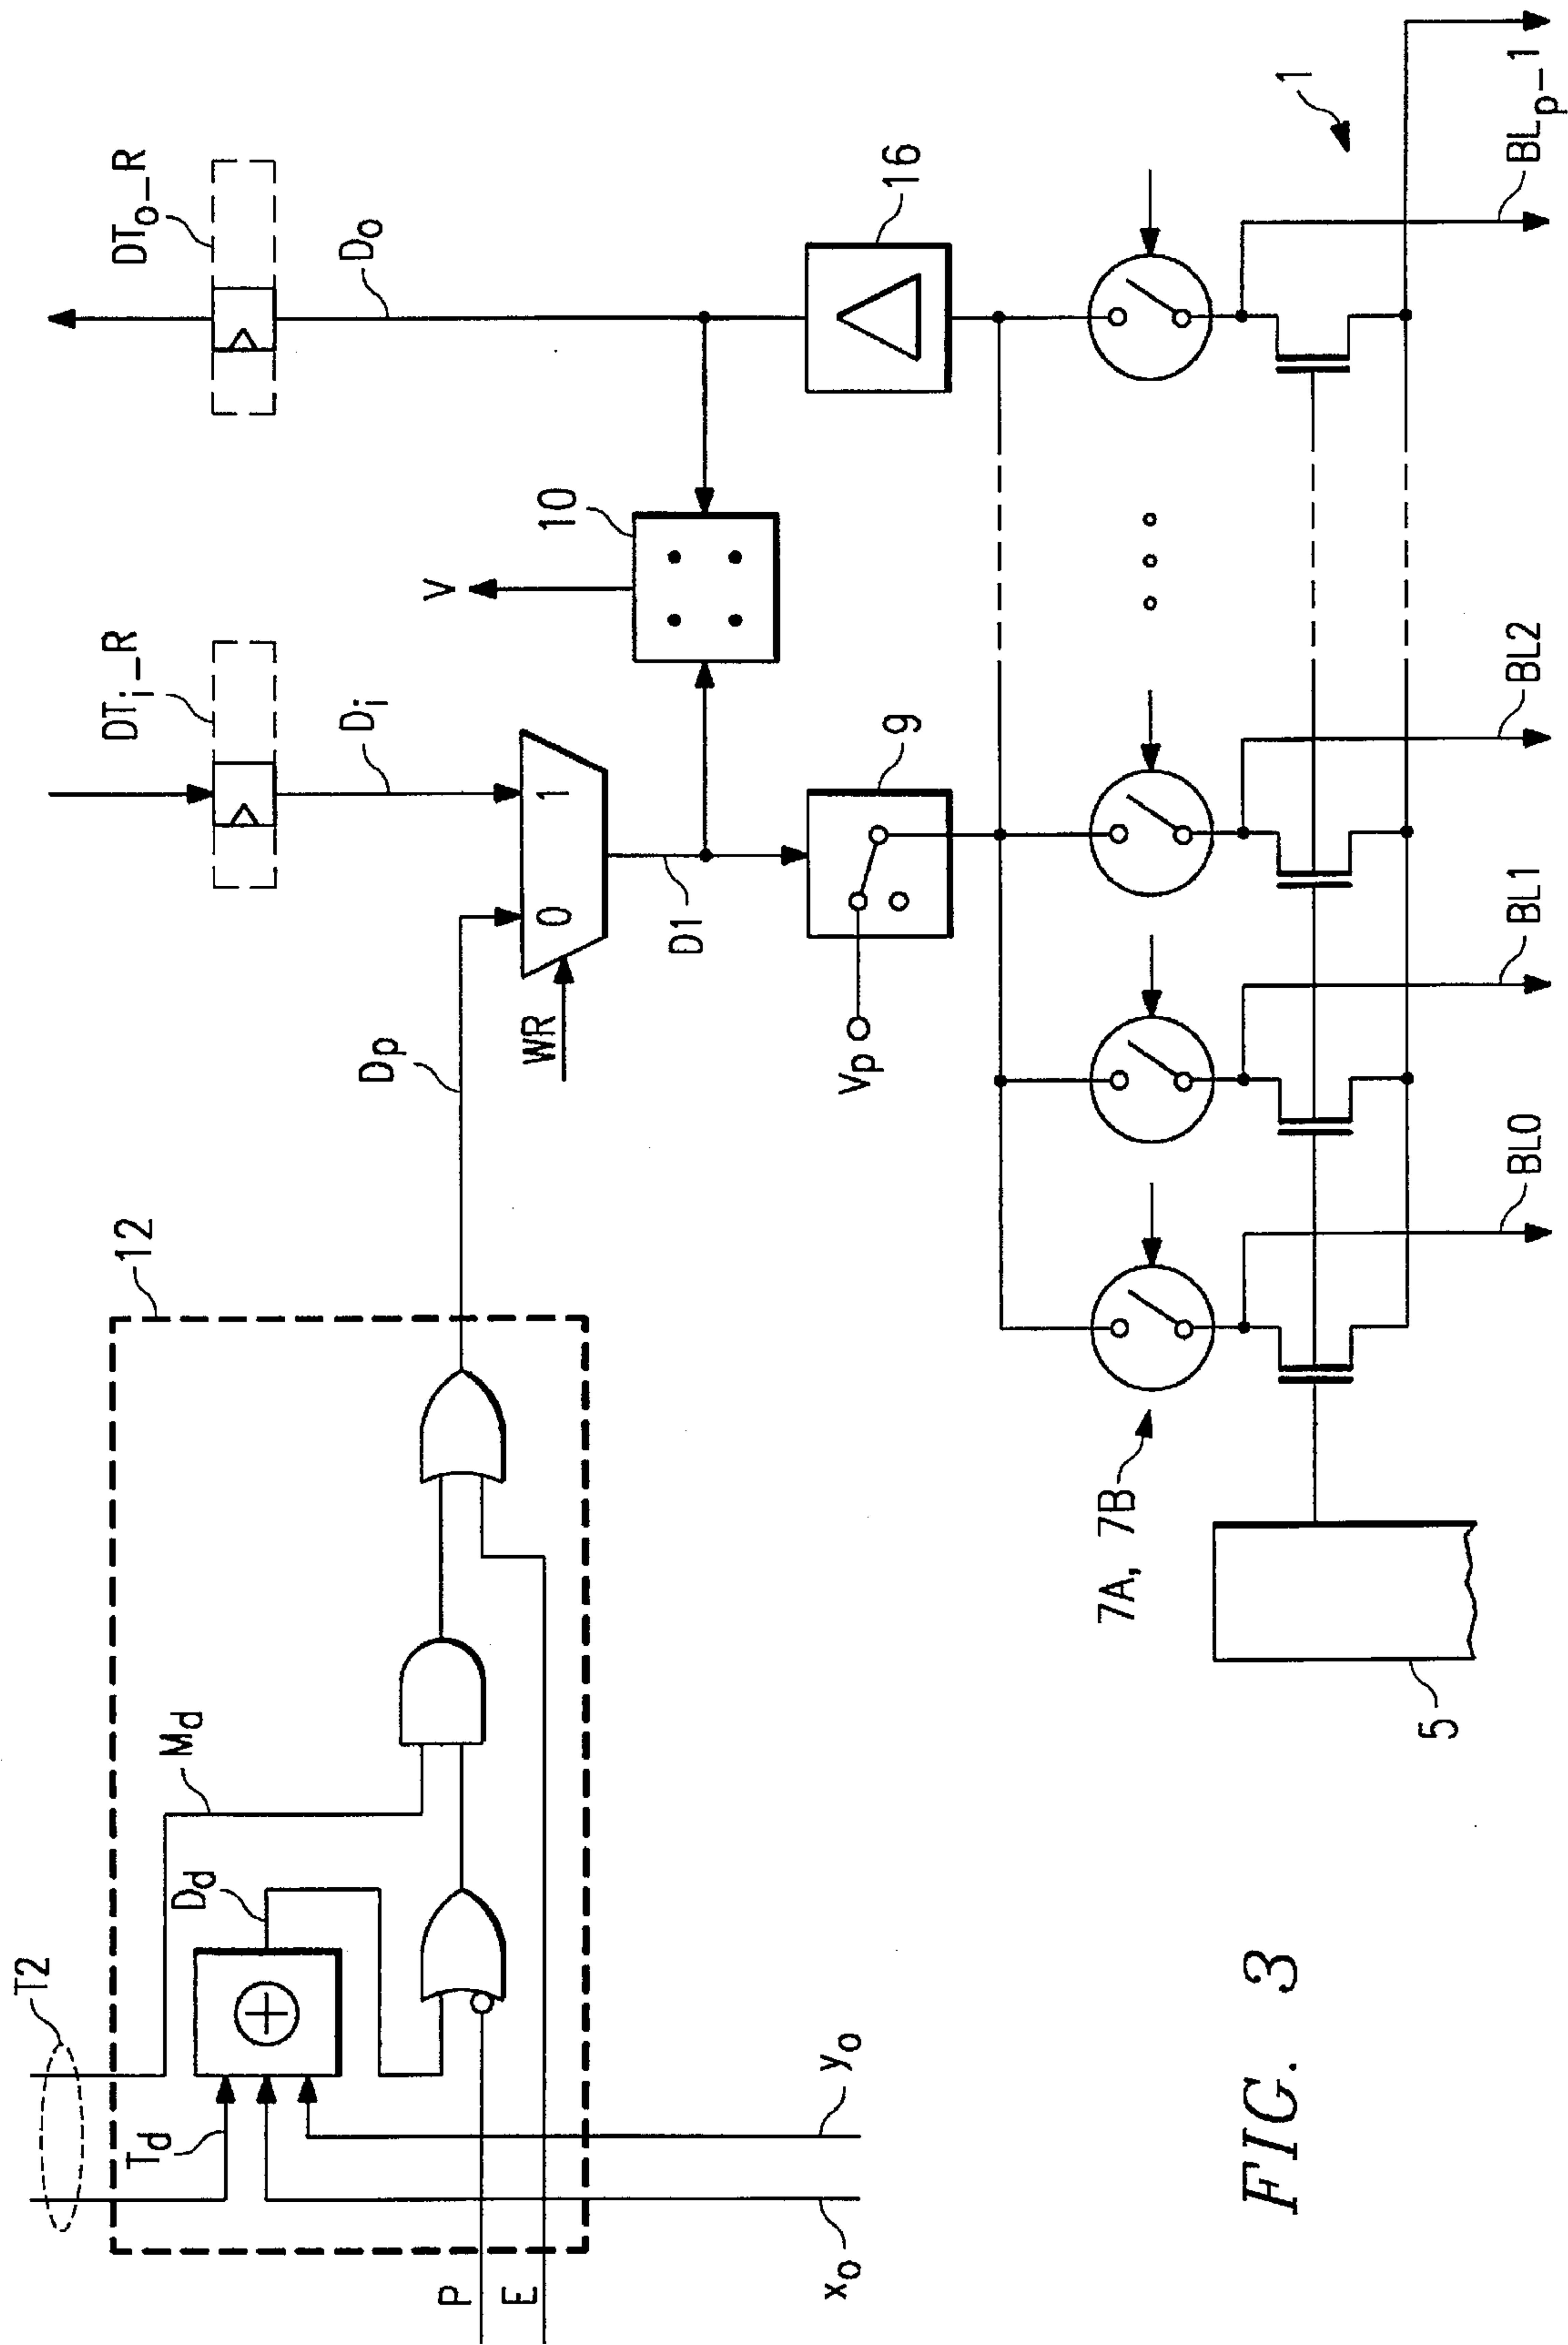 T2
Td
Dd
Md
12
P
E
xo
yo
Dp
WR
0
1
Di
DTi_R
D1
V
10
Do
DTo_R
Vp
9
16
7A, 7B
5
BL0
BL1
BL2
BLp-1
1
FIG. 3